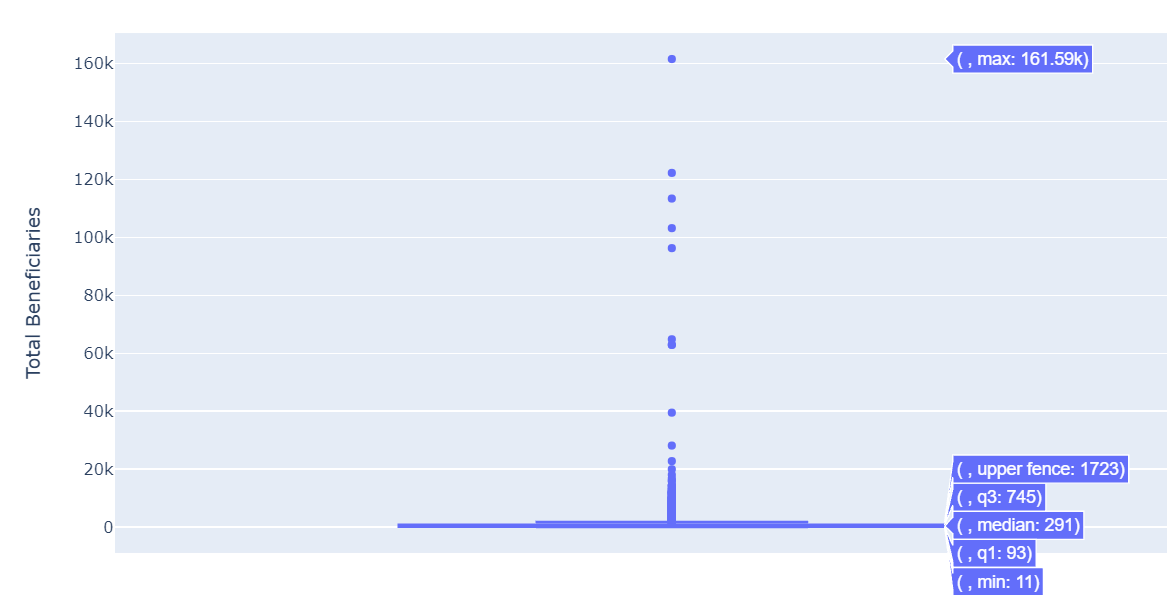 160k
( , max: 161.59k)
140k
120k
100k
80k
60k
40k
20k
0
Total Beneficiaries
( , upper fence: 1723)
( , q3: 745)
( , median: 291)
( , q1: 93)
( , min: 11)